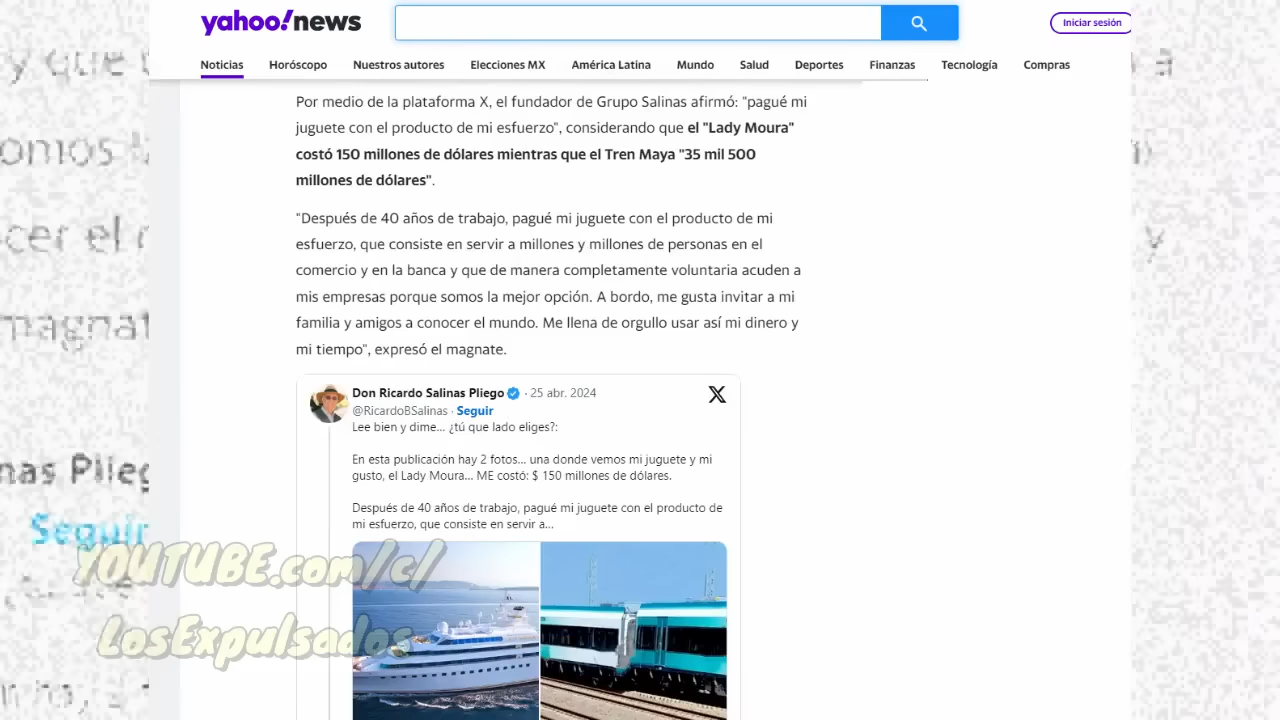 yahoo!news
Iniciar sesión
Noticias Horóscopo Nuestros autores Elecciones MX América Latina Mundo Salud Deportes Finanzas Tecnología Compras
Por medio de la plataforma X, el fundador de Grupo Salinas afirmó: "pagué mi
juguete con el producto de mi esfuerzo", considerando que el "Lady Moura"
costó 150 millones de dólares mientras que el Tren Maya "35 mil 500
millones de dólares".
"Después de 40 años de trabajo, pagué mi juguete con el producto de mi
esfuerzo, que consiste en servir a millones y millones de personas en el
comercio y en la banca y que de manera completamente voluntaria acuden a
mis empresas porque somos la mejor opción. A bordo, me gusta invitar a mi
familia y amigos a conocer el mundo. Me llena de orgullo usar así mi dinero y
mi tiempo", expresó el magnate.
Don Ricardo Salinas Pliego · 25 abr. 2024
X
@RicardoBSalinas · Seguir
Lee bien y dime... ¿tú que lado eliges?:
En esta publicación hay 2 fotos... una donde vemos mi juguete y mi
gusto, el Lady Moura... ME costó: $ 150 millones de dólares.
Después de 40 años de trabajo, pagué mi juguete con el producto de
mi esfuerzo, que consiste en servir a...
YOUTUBE.com/c/
LosExpulsados